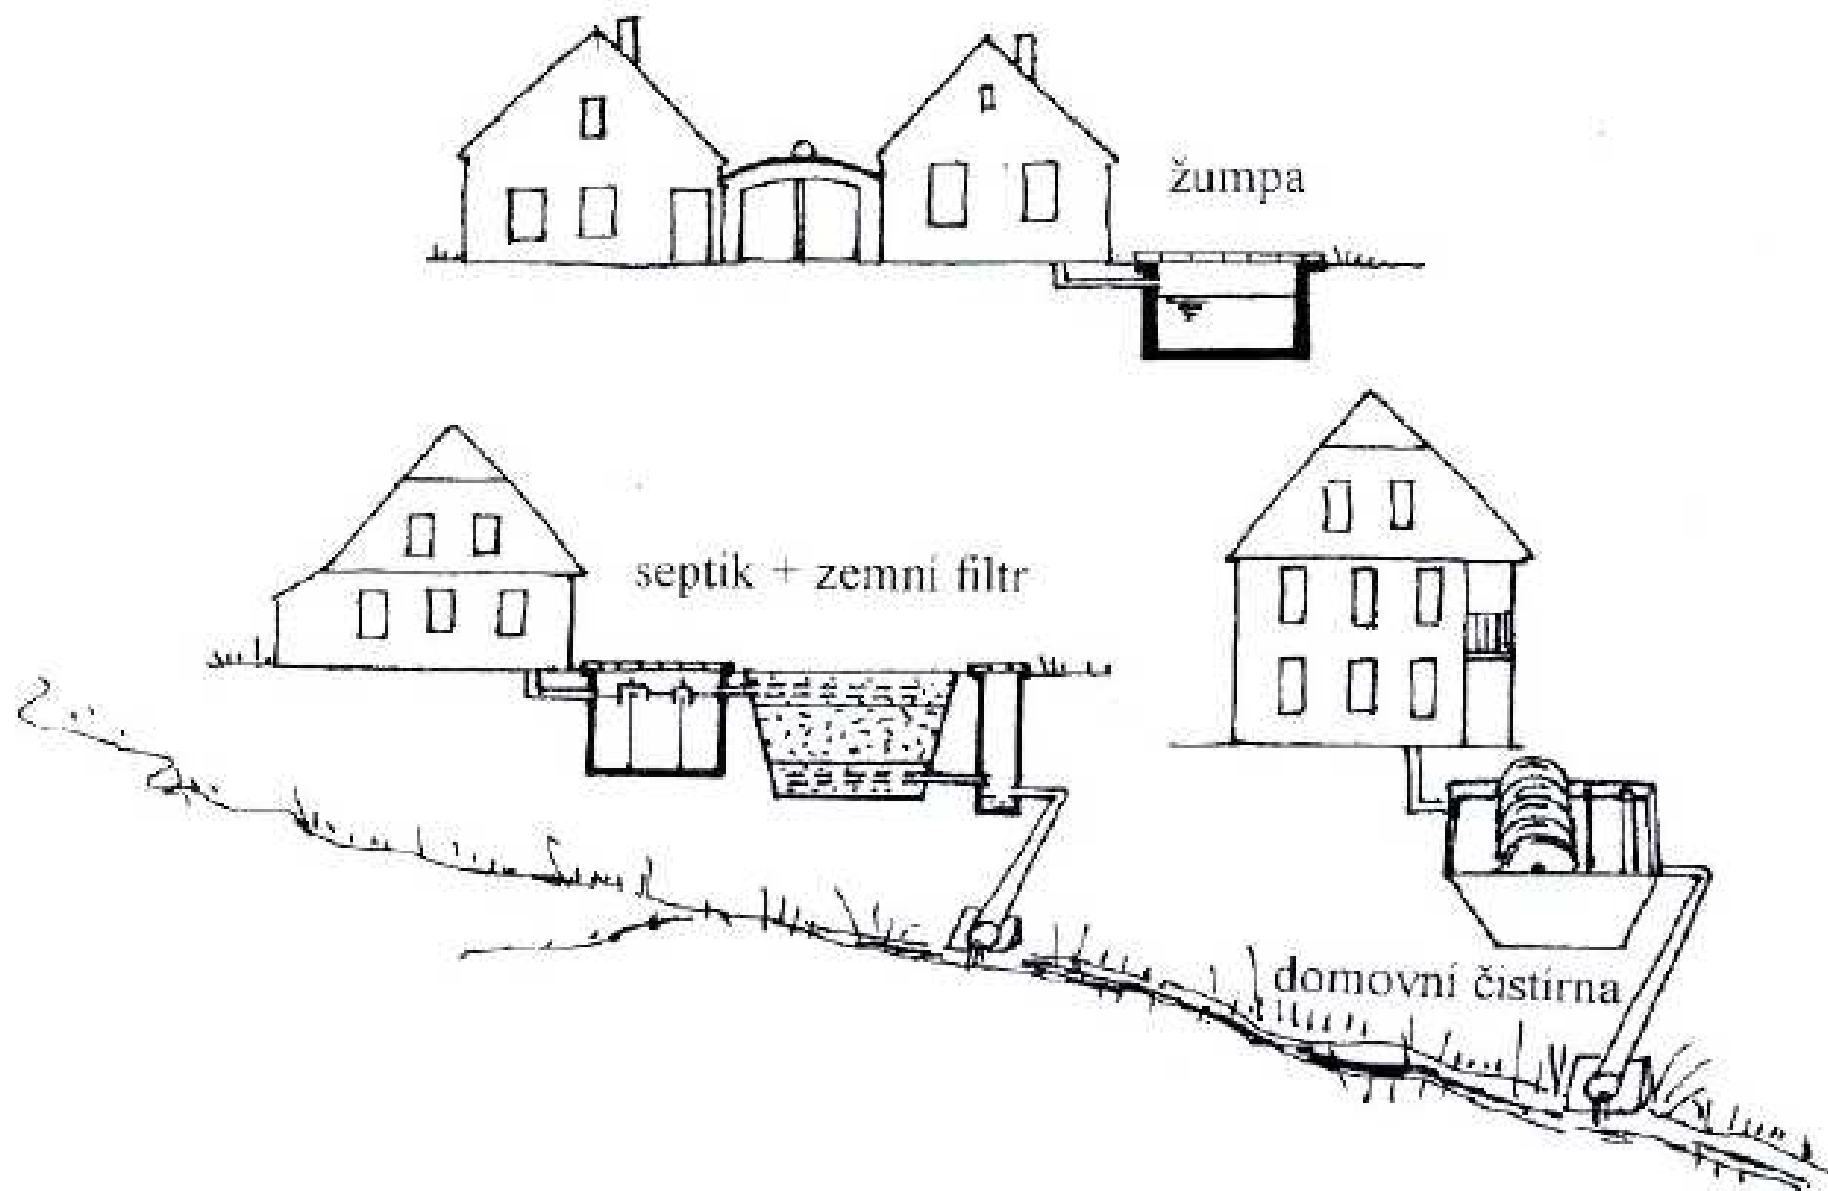 žumpa
septik + zemní filtr
domovní čistírna